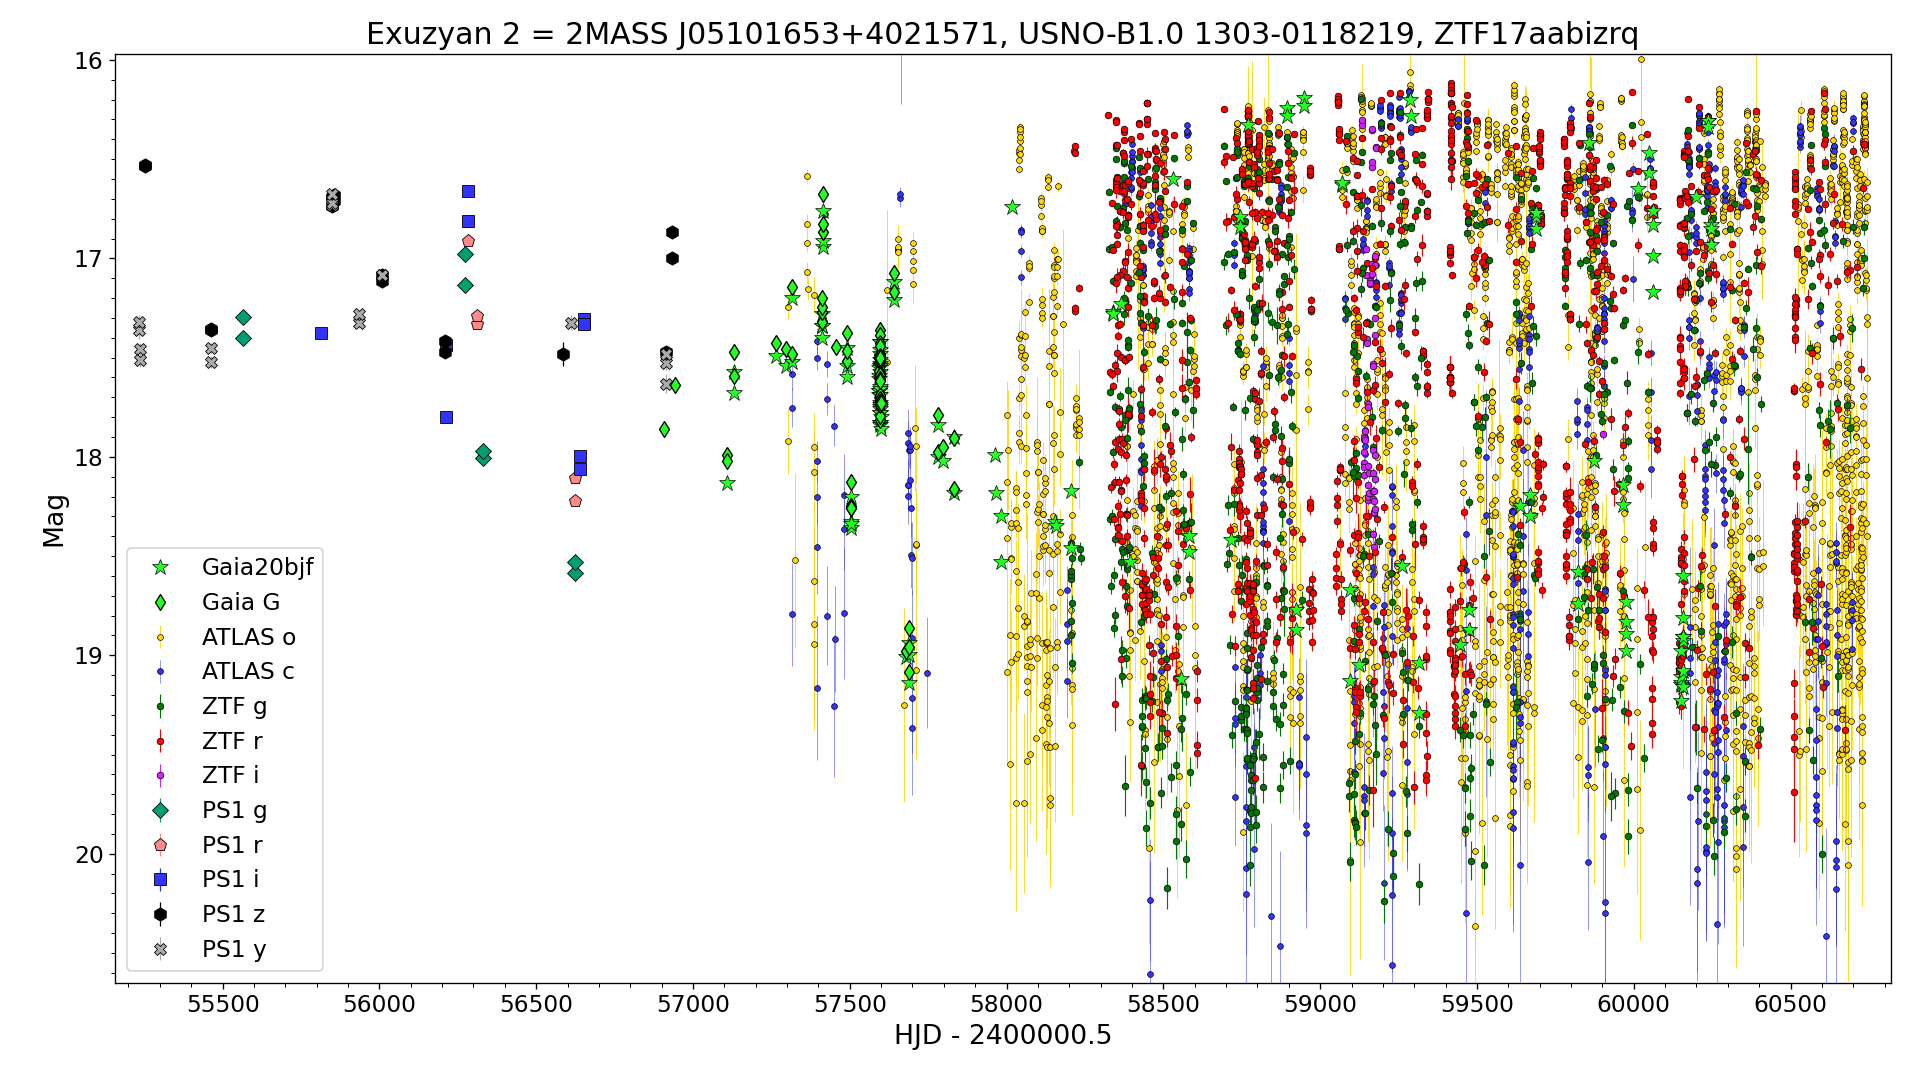 Exuzyan 2 = 2MASS J05101653+4021571, USNO-B1.0 1303-0118219, ZTF17aabizrq
16
17
18
19
20
Mag
Gaia20bjf
Gaia G
ATLAS o
ATLAS c
ZTF g
ZTF r
ZTF i
PS1 g
PS1 r
PS1 i
PS1 z
PS1 y
55500 56000 56500 57000 57500 58000 58500 59000 59500 60000 60500
HJD - 2400000.5